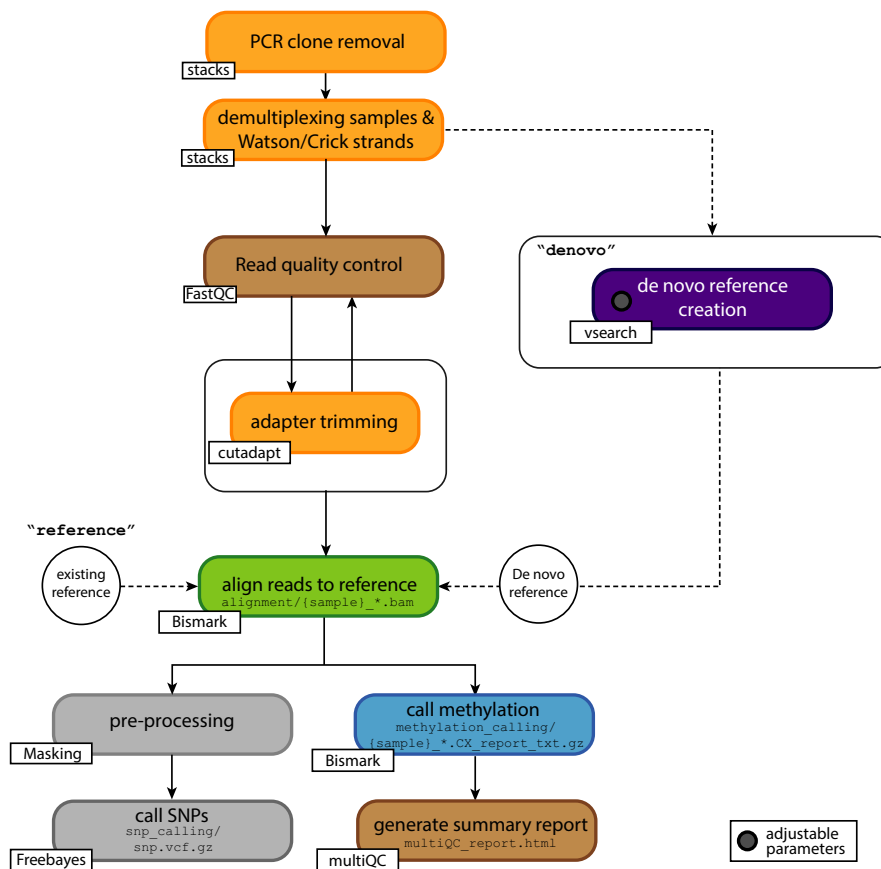 PCR clone removal
stacks
demultiplexing samples &
Watson/Crick strands
stacks
“denovo”
Read quality control
FastQC
de novo reference
creation
vsearch
adapter trimming
cutadapt
“reference”
existing
reference
align reads to reference
alignment/{sample}_*.bam
Bismark
De novo
reference
pre-processing
Masking
call methylation
methylation_calling/
{sample}_*.CX_report_txt.gz
Bismark
call SNPs
snp_calling/
snp.vcf.gz
Freebayes
generate summary report
multiQC_report.html
multiQC
adjustable
parameters